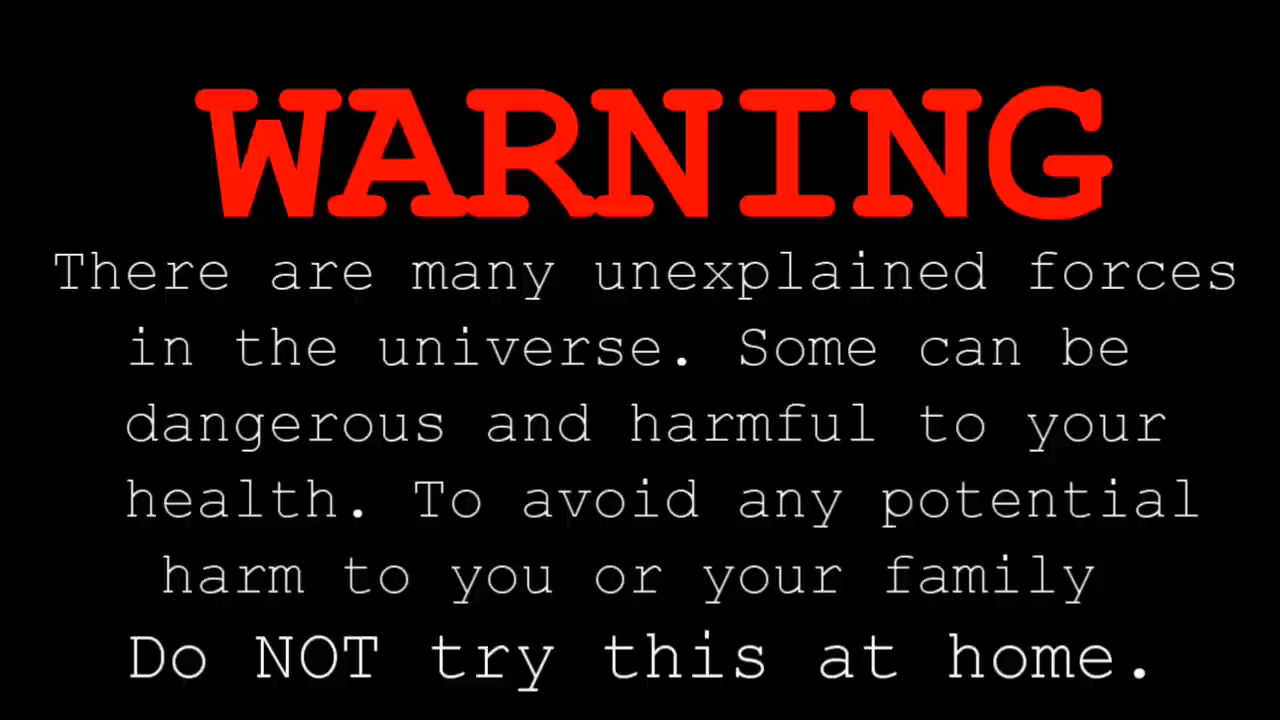 WARNING
There are many unexplained forces
in the universe. Some can be
dangerous and harmful to your
health. To avoid any potential
harm to you or your family
Do NOT try this at home.